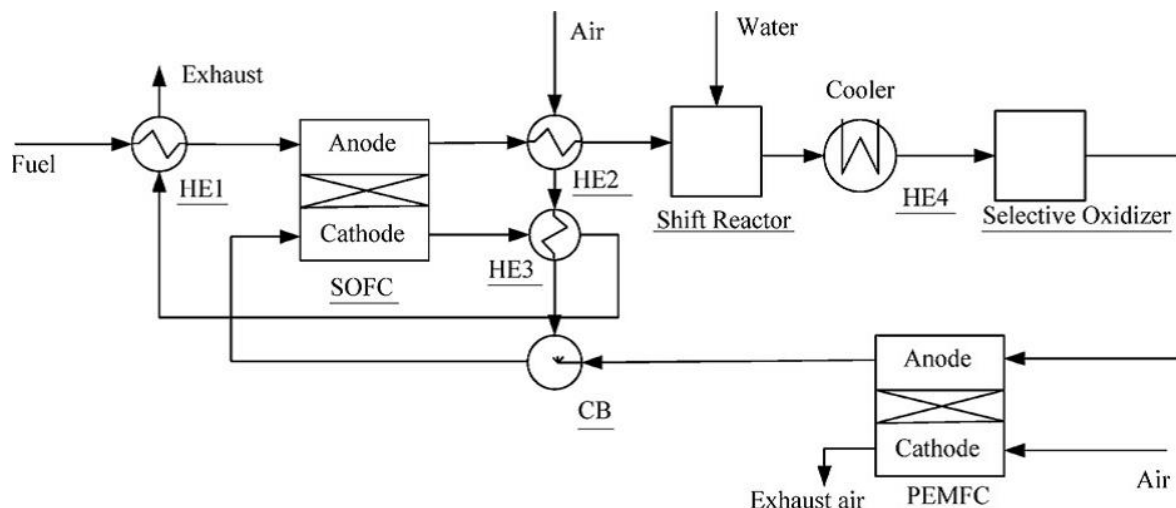 Air
Water
Exhaust
Cooler
Fuel
HE1
Anode
Cathode
SOFC
HE2
HE3
Shift Reactor
HE4
Selective Oxidizer
CB
Anode
Cathode
Air
Exhaust air
PEMFC